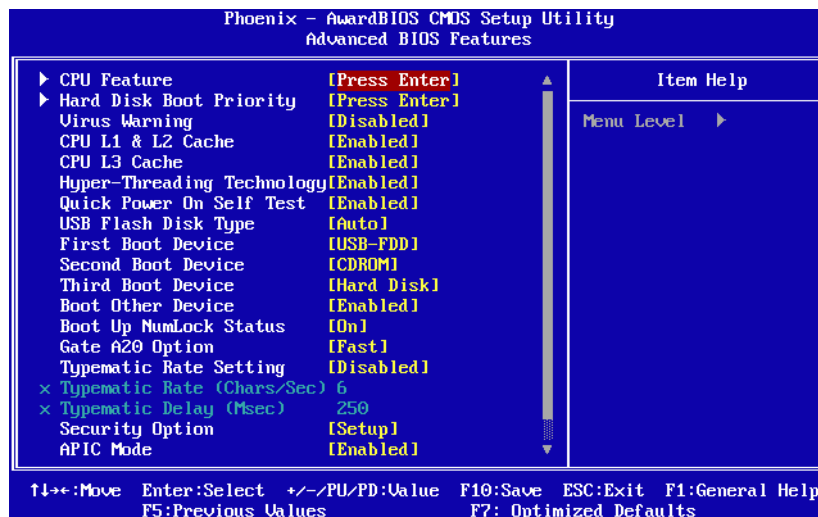 Phoenix - AwardBIOS CMOS Setup Utility
Advanced BIOS Features
▶ CPU Feature [Press Enter]
▶ Hard Disk Boot Priority [Press Enter]
Virus Warning [Disabled]
CPU L1 & L2 Cache [Enabled]
CPU L3 Cache [Enabled]
Hyper-Threading Technology[Enabled]
Quick Power On Self Test [Enabled]
USB Flash Disk Type [Auto]
First Boot Device [USB-FDD]
Second Boot Device [CDROM]
Third Boot Device [Hard Disk]
Boot Other Device [Enabled]
Boot Up NumLock Status [On]
Gate A20 Option [Fast]
Typematic Rate Setting [Disabled]
x Typematic Rate (Chars/Sec) 6
x Typematic Delay (Msec) 250
Security Option [Setup]
APIC Mode [Enabled]
Item Help
Menu Level ▶
↑↓→←:Move Enter:Select +/-/PU/PD:Value F10:Save ESC:Exit F1:General Help
F5:Previous Values F7: Optimized Defaults